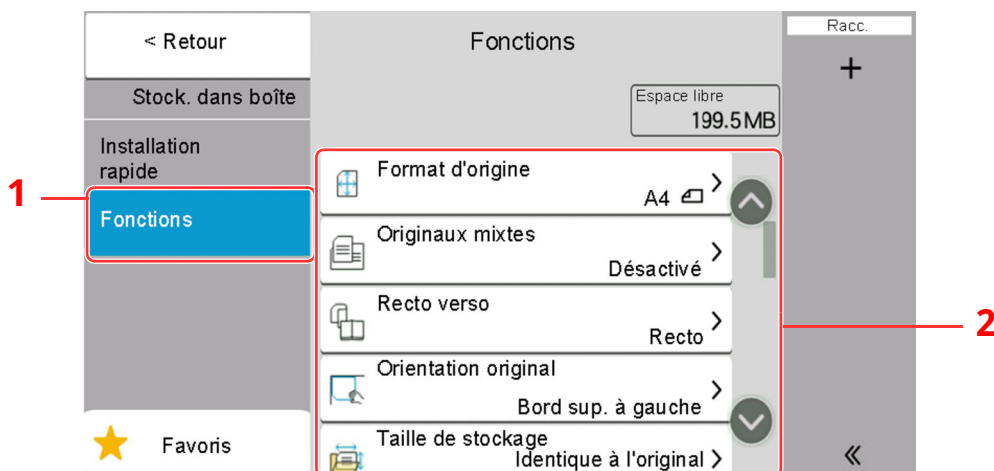 < Retour
Fonctions
Racc.
+
Stock. dans boîte
Espace libre
199.5MB
Installation
rapide
1
Fonctions
Format d'origine
A4
Originaux mixtes
Désactivé
Recto verso
Recto
2
Orientation original
Bord sup. à gauche
Taille de stockage
Identique à l'original
Favoris